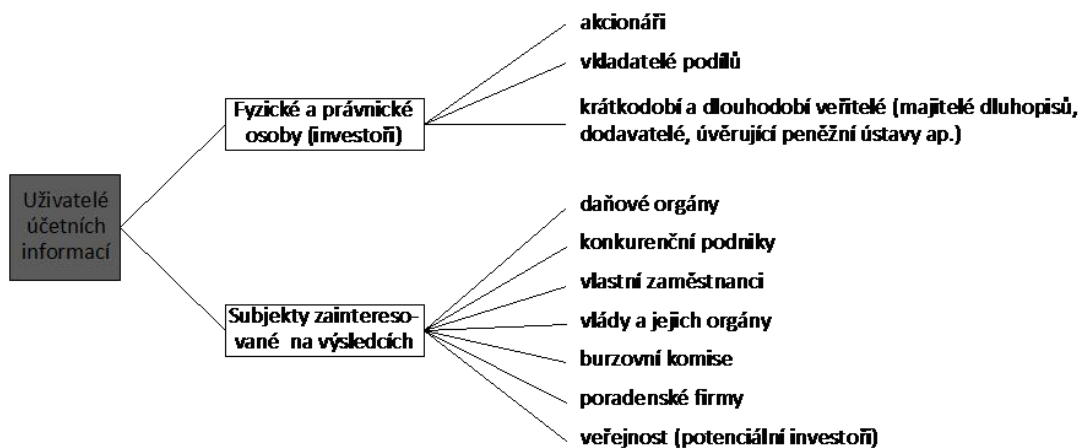 Uživatelé
účetních
informací
Fyzické a právnické
osoby (investoři)
akcionáři
vkladatelé podílů
krátkodobí a dlouhodobí veřitelé (majitelé dluhopisů,
dodavatelé, úvěrující peněžní ústavy ap.)
Subjekty zaintereso-
vané na výsledcích
daňové orgány
konkurenční podniky
vlastní zaměstnanci
vlády a jejich orgány
burzovní komise
poradenské firmy
veřejnost (potenciální investoři)